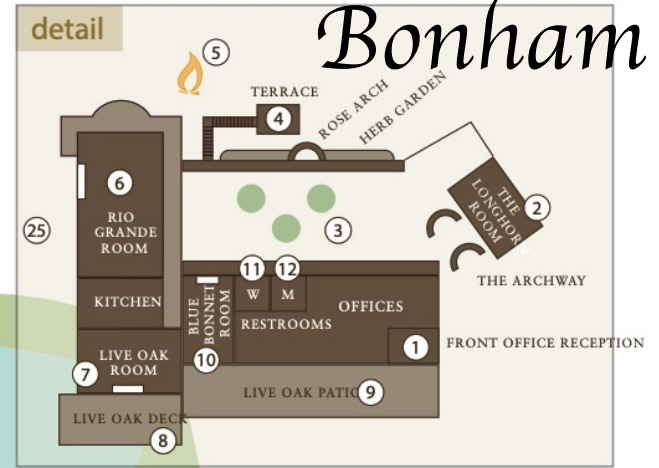 detail
Bonham
5
TERRACE
4
ROSE ARCH
HERB GARDEN
6
RIO
GRANDE
ROOM
25
3
THE
LONGHOR
ROOM
2
THE ARCHWAY
11
12
W
M
KITCHEN
BLUE
BONNET
ROOM
RESTROOMS
OFFICES
10
1
FRONT OFFICE RECEPTION
LIVE OAK
ROOM
7
LIVE OAK PATIO
9
LIVE OAK DECK
8